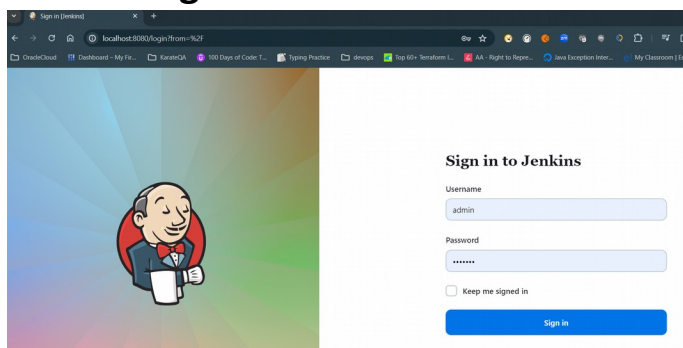 Sign in [Jenkins]
localhost:8080/login?from=%2F
OracleCloud Dashboard – My Fir... KarateQA 100 Days of Code: T... Typing Practice devops Top 60+ Terraform I... AA - Right to Repre... Java Exception Inter... My Classroom
Sign in to Jenkins
Username
admin
Password
•••••••
Keep me signed in
Sign in